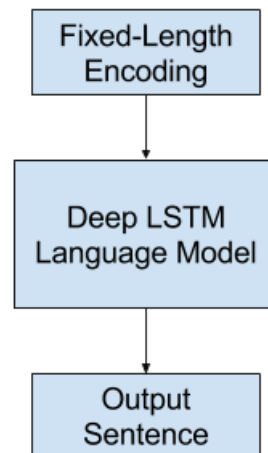 Fixed-Length
Encoding
Deep LSTM
Language Model
Output
Sentence